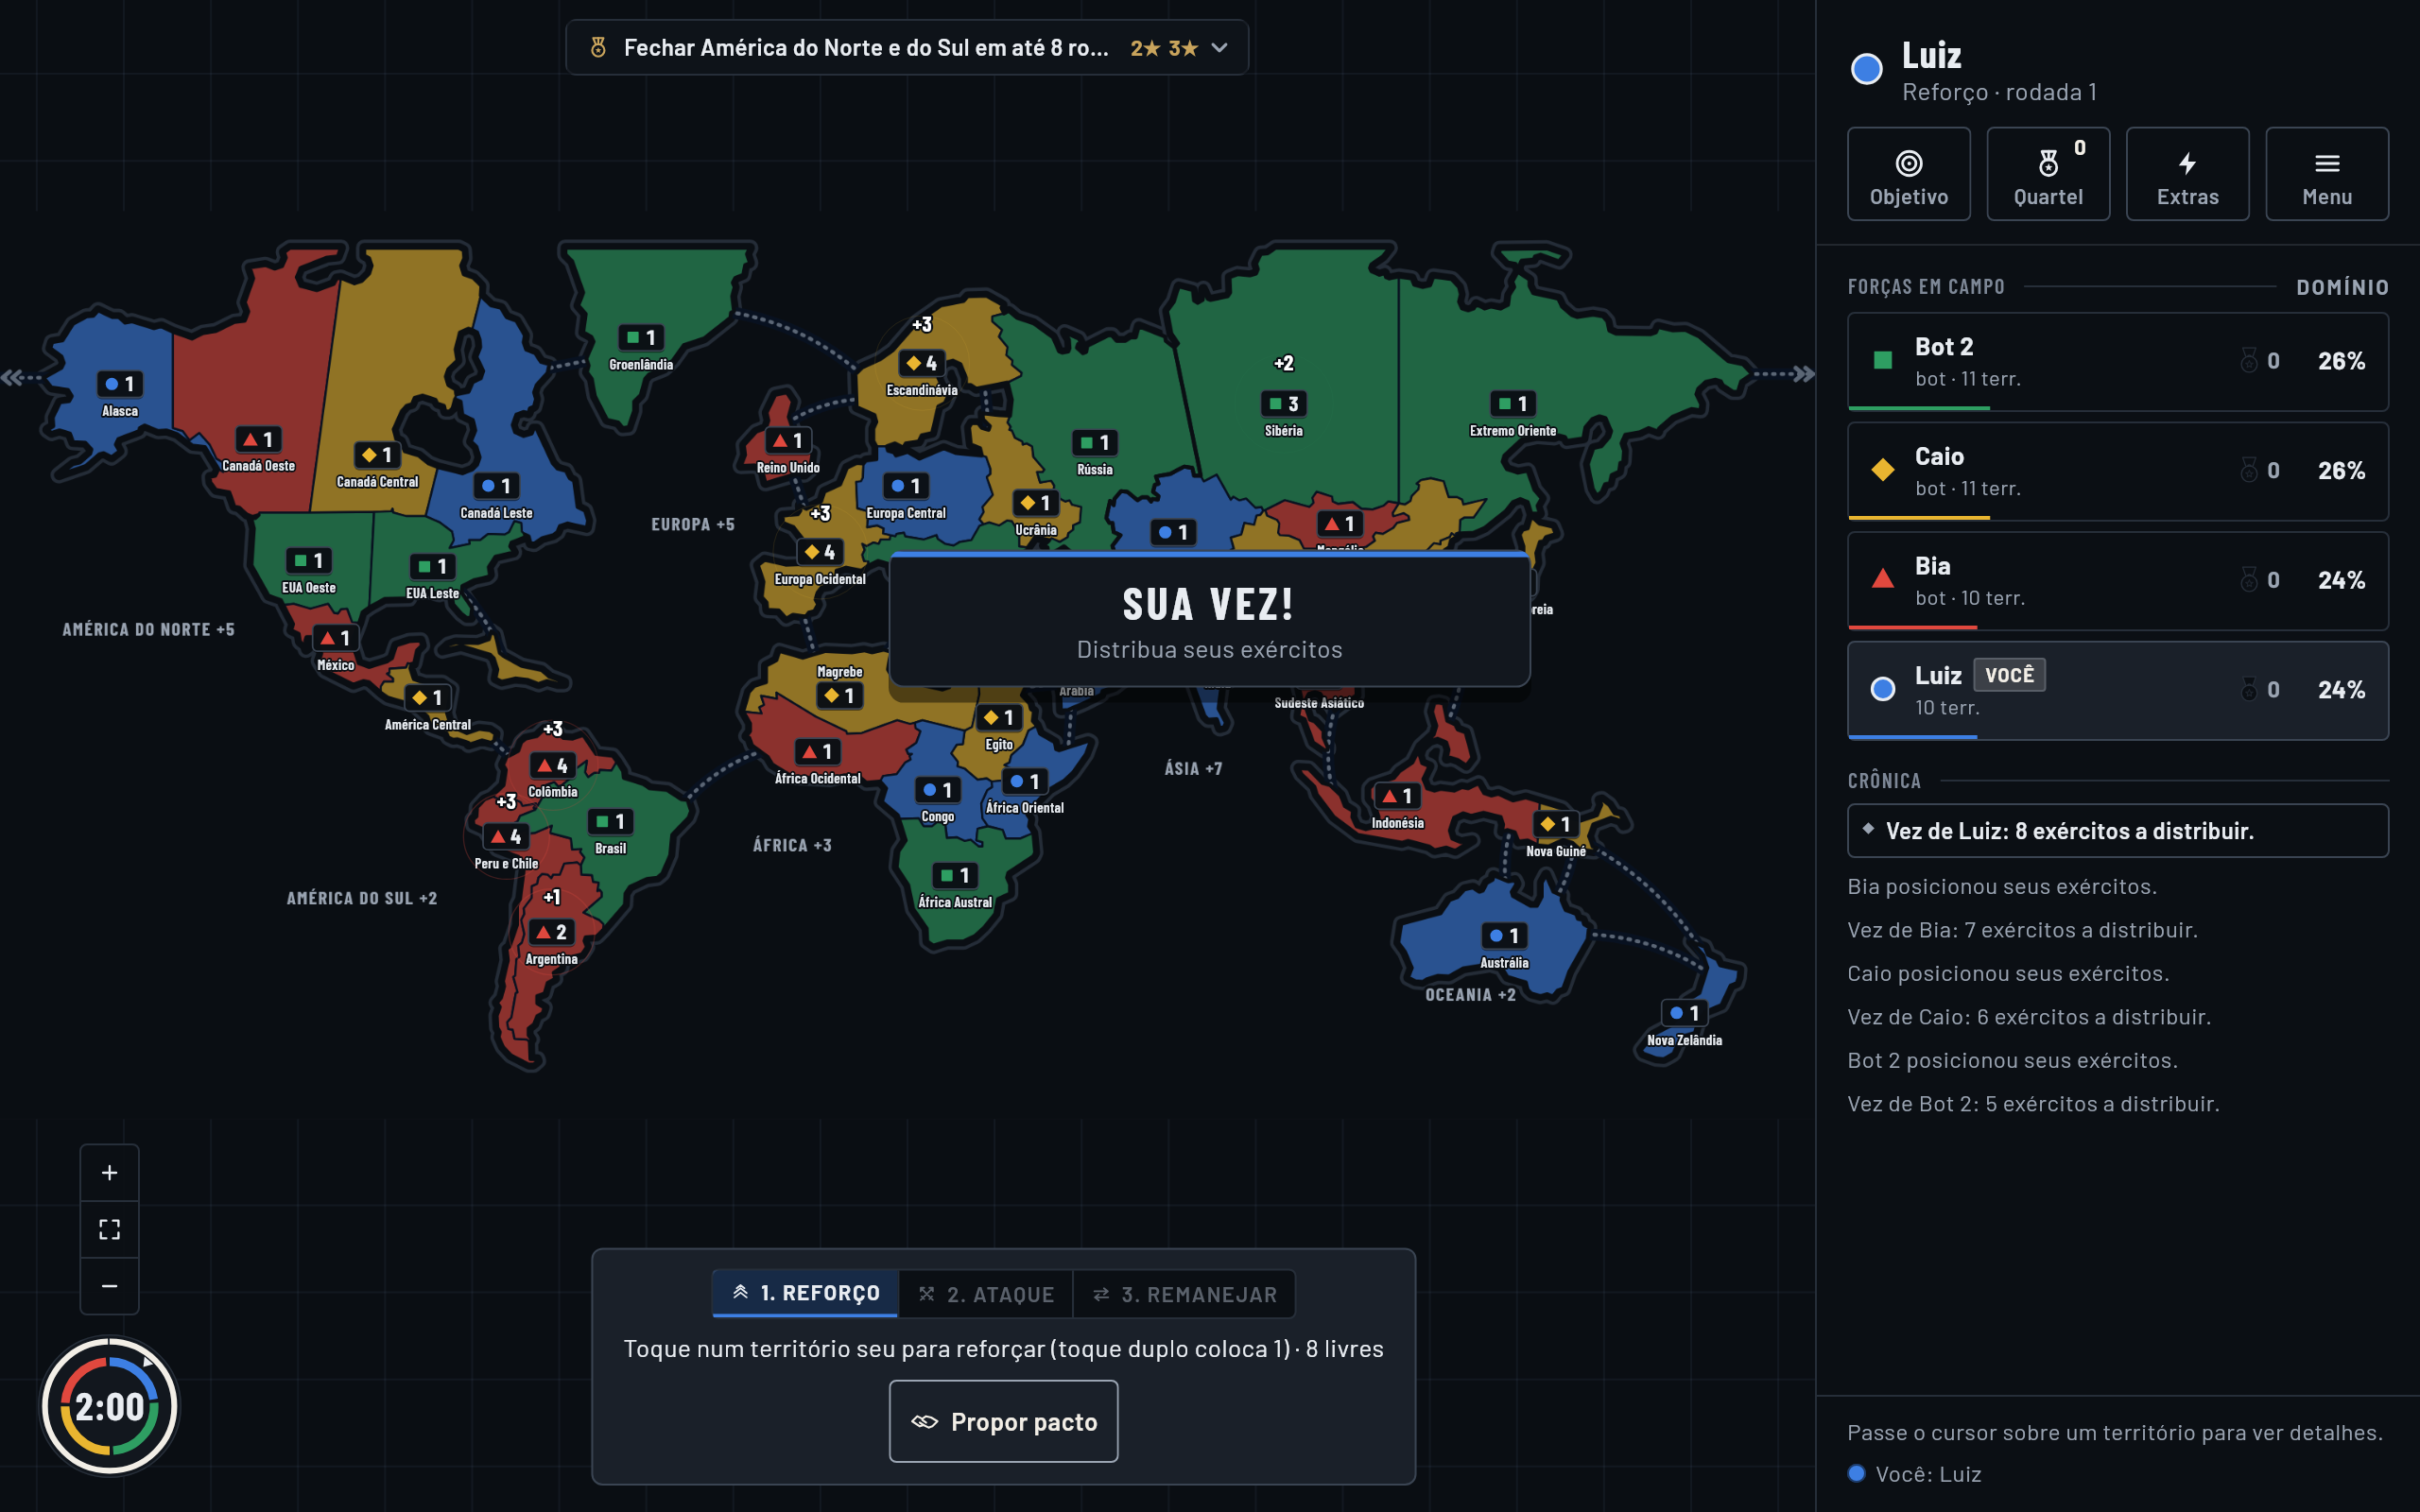 Fechar América do Norte e do Sul em até 8 ro... 2★ 3★
Luiz
Reforço · rodada 1
0
Objetivo
Quartel
Extras
Menu
FORÇAS EM CAMPO
DOMÍNIO
Bot 2
bot · 11 terr.
0
26%
Caio
bot · 11 terr.
0
26%
Bia
bot · 10 terr.
0
24%
Luiz VOCÊ
10 terr.
0
24%
CRÔNICA
Vez de Luiz: 8 exércitos a distribuir.
Bia posicionou seus exércitos.
Vez de Bia: 7 exércitos a distribuir.
Caio posicionou seus exércitos.
Vez de Caio: 6 exércitos a distribuir.
Bot 2 posicionou seus exércitos.
Vez de Bot 2: 5 exércitos a distribuir.
Passe o cursor sobre um território para ver detalhes.
Você: Luiz
1
Alasca
1
Canadá Oeste
1
Canadá Central
1
Canadá Leste
1
Groenlândia
1
EUA Oeste
1
EUA Leste
1
México
1
América Central
AMÉRICA DO NORTE +5
+3
4
Colômbia
+3
4
Peru e Chile
1
Brasil
+1
2
Argentina
AMÉRICA DO SUL +2
+3
4
Escandinávia
1
Reino Unido
EUROPA +5
+3
4
Europa Ocidental
1
Europa Central
1
Ucrânia
1
Rússia
+2
3
Sibéria
1
Extremo Oriente
1
1
SUA VEZ!
Distribua seus exércitos
Arábia
Sudeste Asiático
ÁSIA +7
Magrebe
1
1
Egito
1
África Ocidental
1
Congo
1
África Oriental
1
África Austral
ÁFRICA +3
1
Indonésia
1
Nova Guiné
1
Austrália
OCEANIA +2
1
Nova Zelândia
+
−
2:00
1. REFORÇO
2. ATAQUE
3. REMANEJAR
Toque num território seu para reforçar (toque duplo coloca 1) · 8 livres
Propor pacto